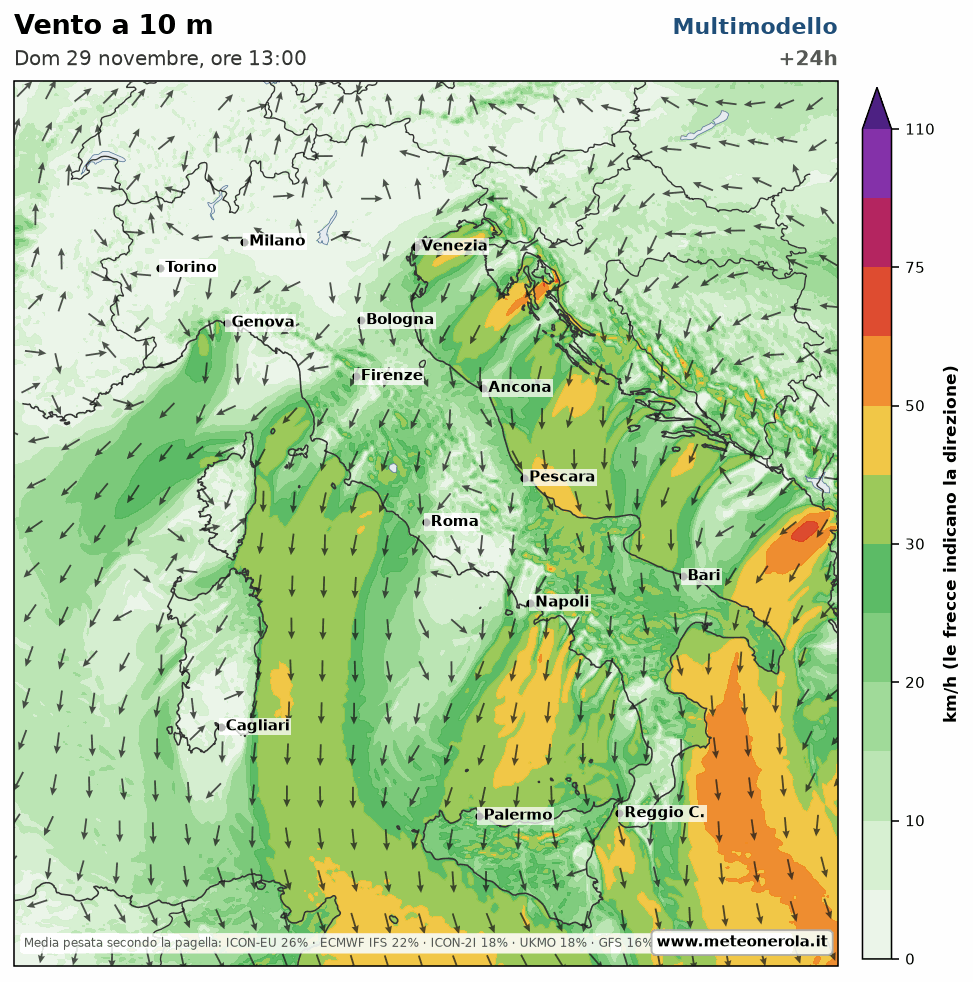 Vento a 10 m
Multimodello
Dom 29 novembre, ore 13:00
+24h
Venezia
Milano
Torino
Bologna
Genova
Firenze
Ancona
Pescara
Roma
Bari
Napoli
Cagliari
Palermo
Reggio C.
Media pesata secondo la pagella: ICON-EU 26% · ECMWF IFS 22% · ICON-2I 18% · UKMO 18% · GFS 16%
www.meteonerola.it
110
75
50
30
20
10
0
km/h (le frecce indicano la direzione)